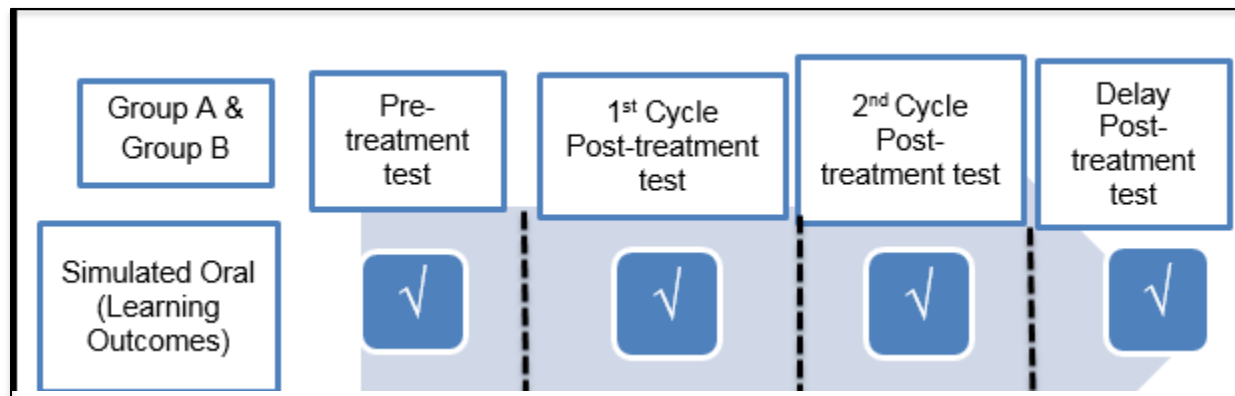 Group A &
Group B
Pre-
treatment
test
1st Cycle
Post-treatment
test
2nd Cycle
Post-
treatment test
Delay
Post-
treatment
test
Simulated Oral
(Learning
Outcomes)
√
√
√
√